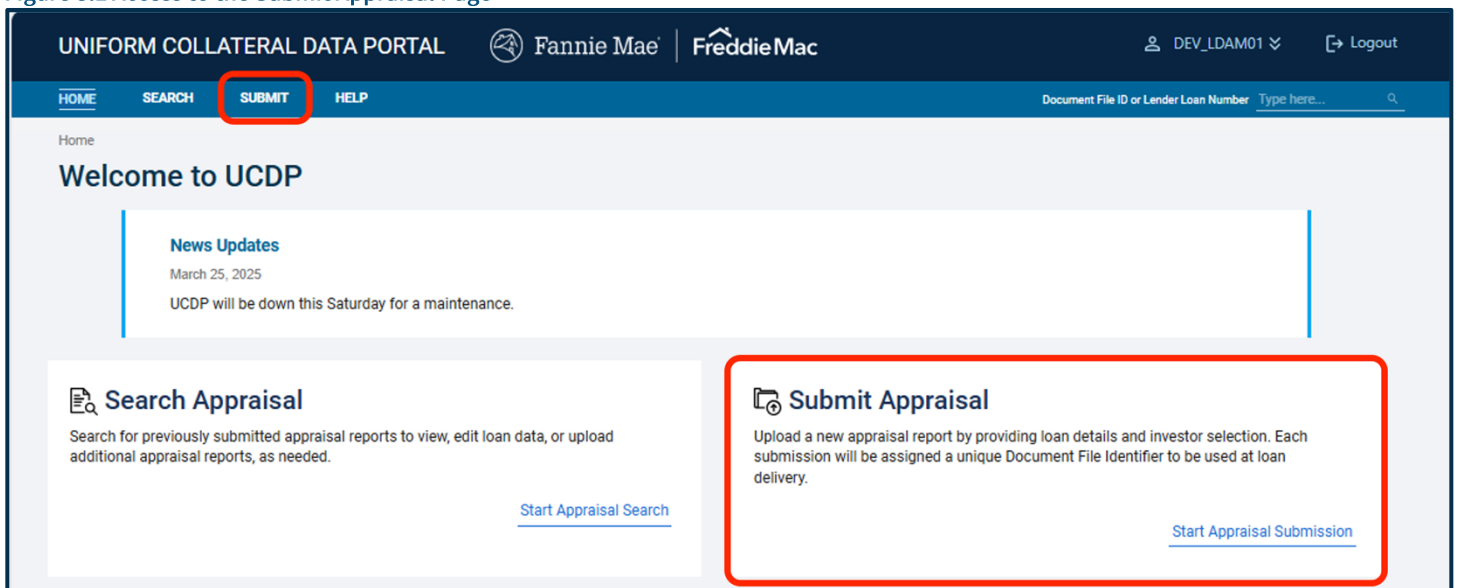 UNIFORM COLLATERAL DATA PORTAL Fannie Mae® FreddieMac DEV_LDAM01 Logout
HOME SEARCH SUBMIT HELP Document File ID or Lender Loan Number Type here...
Home
Welcome to UCDP
News Updates
March 25, 2025
UCDP will be down this Saturday for a maintenance.
Search Appraisal
Search for previously submitted appraisal reports to view, edit loan data, or upload
additional appraisal reports, as needed.
Start Appraisal Search
Submit Appraisal
Upload a new appraisal report by providing loan details and investor selection. Each
submission will be assigned a unique Document File Identifier to be used at loan
delivery.
Start Appraisal Submission